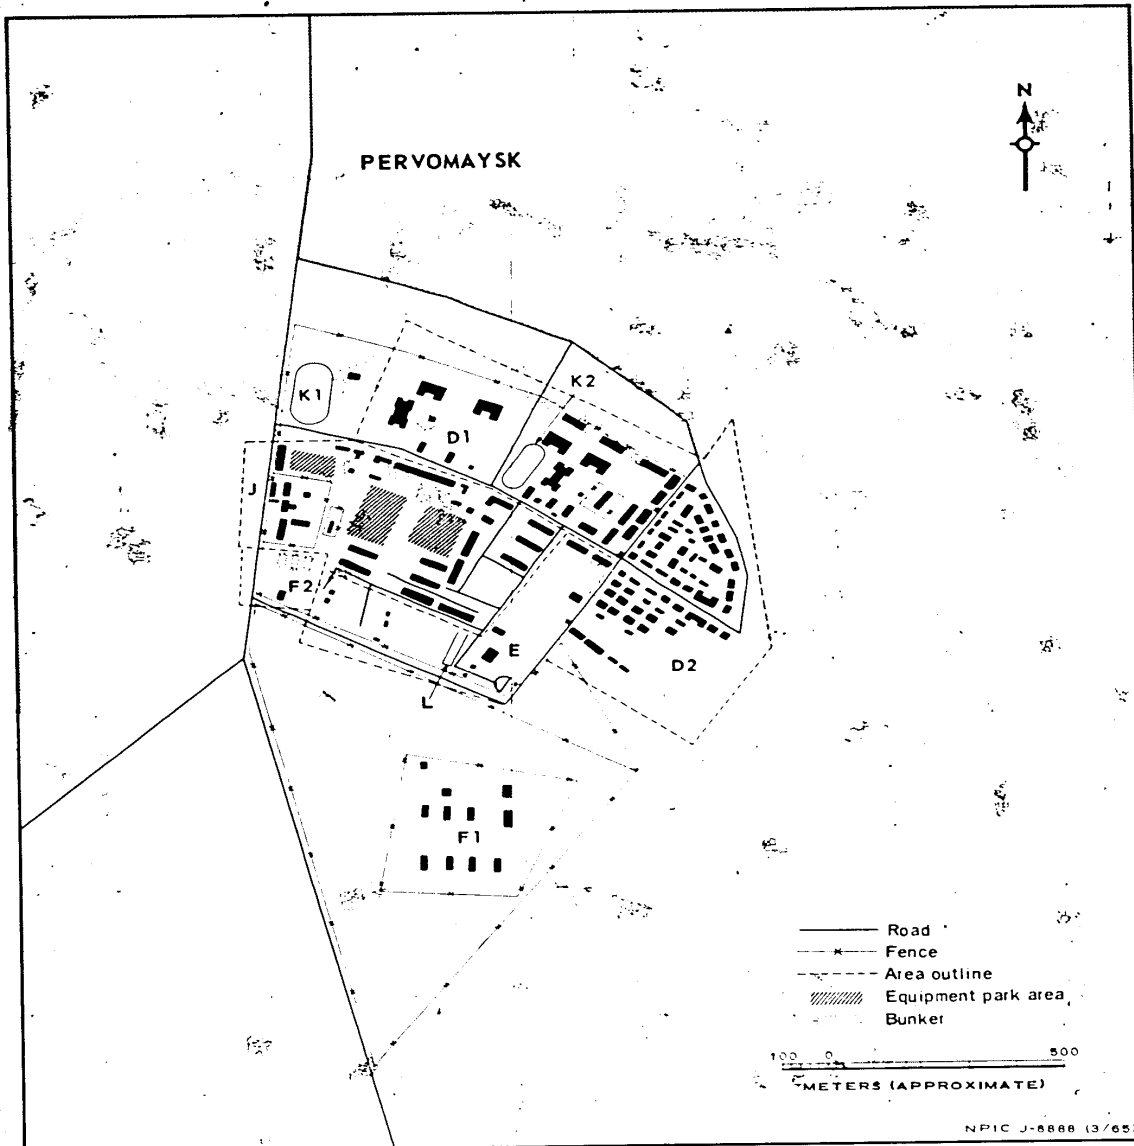 N
PERVOMAYSK
K2
K1
D1
J
F2
E
D2
L
F1
Road
Fence
Area outline
Equipment park area
Bunker
100 0 500
METERS (APPROXIMATE)
NPIC J-8888 (3/65)